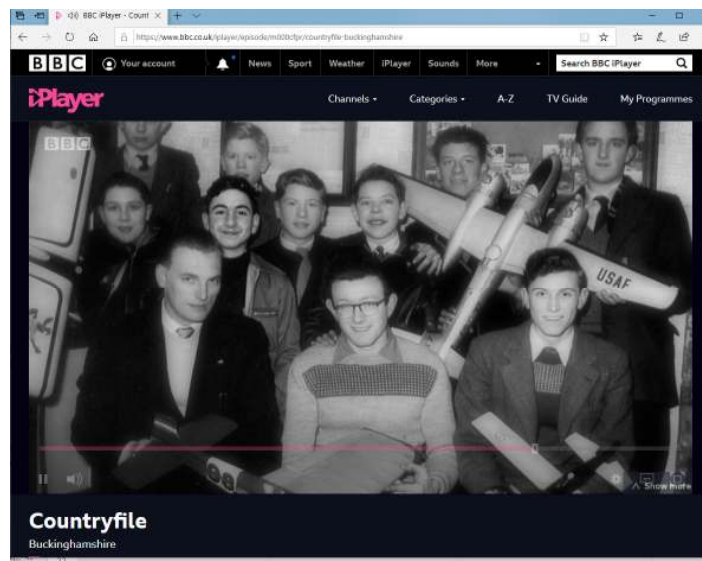 BBC iPlayer - Count
https://www.bbc.co.uk/iplayer/episode/m000cfpr/countryfile-buckinghamshire
BBC Your account News Sport Weather iPlayer Sounds More Search BBC iPlayer
iPlayer Channels Categories A-Z TV Guide My Programmes
BBC
USAF
Show more
Countryfile
Buckinghamshire